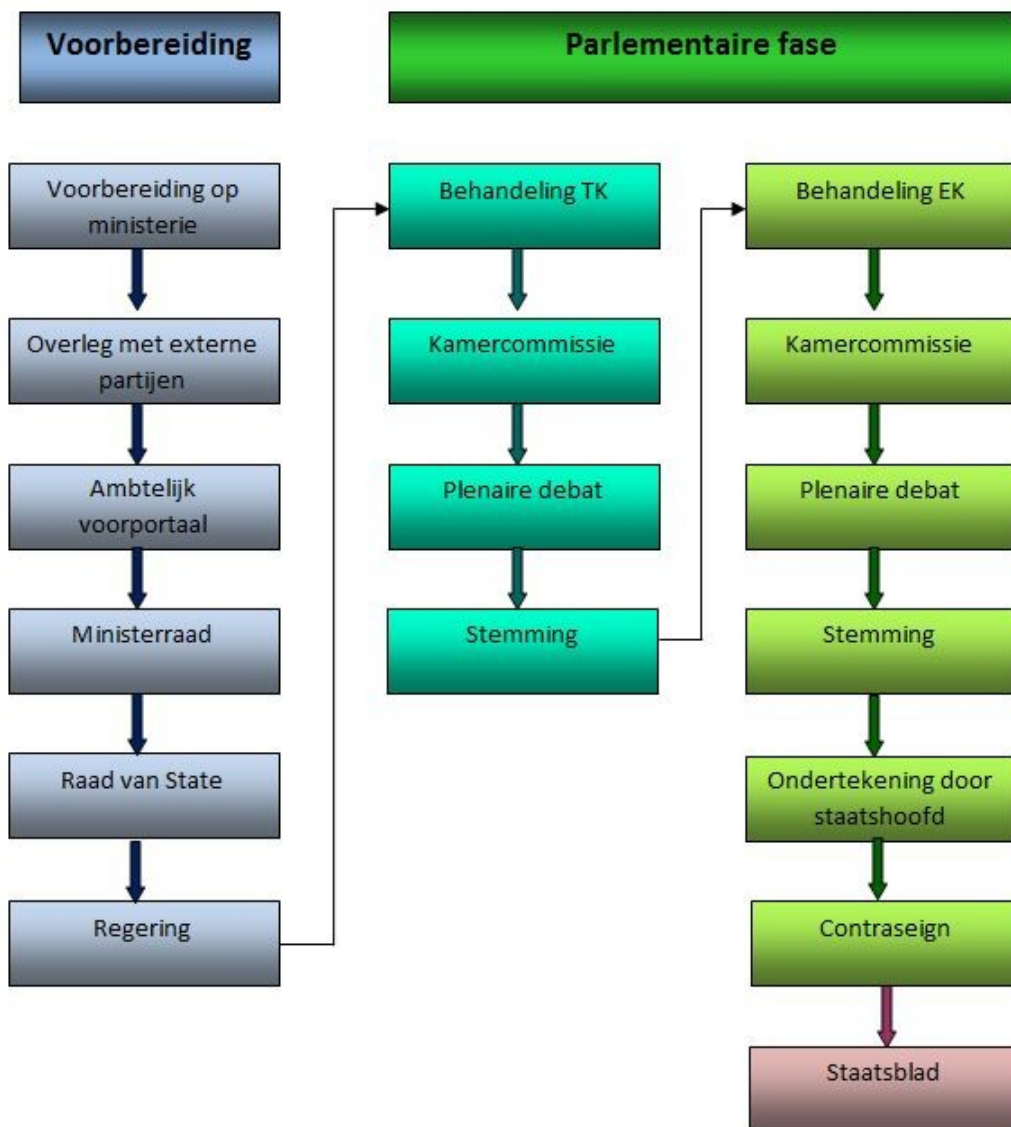 Voorbereiding
Parlementaire fase
Voorbereiding op
ministerie
Overleg met externe
partijen
Ambtelijk
voorportaal
Ministerraad
Raad van State
Regering
Behandeling TK
Kamercommissie
Plenaire debat
Stemming
Behandeling EK
Kamercommissie
Plenaire debat
Stemming
Ondertekening door
staatshoofd
Contraseign
Staatsblad